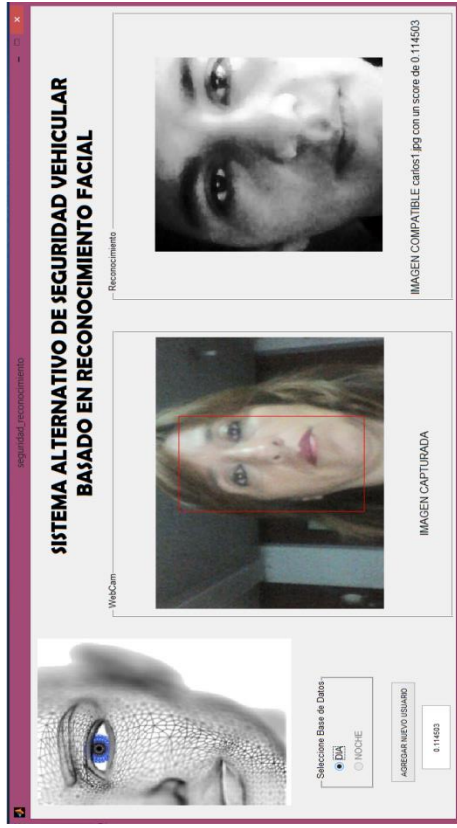 seguridad_reconocimiento
SISTEMA ALTERNATIVO DE SEGURIDAD VEHICULAR
BASADO EN RECONOCIMIENTO FACIAL
WebCam
IMAGEN CAPTURADA
Reconocimiento
IMAGEN COMPATIBLE carlos1.jpg con un score de 0.114503
Seleccione Base de Datos
DIA
NOCHE
AGREGAR NUEVO USUARIO
0.114503